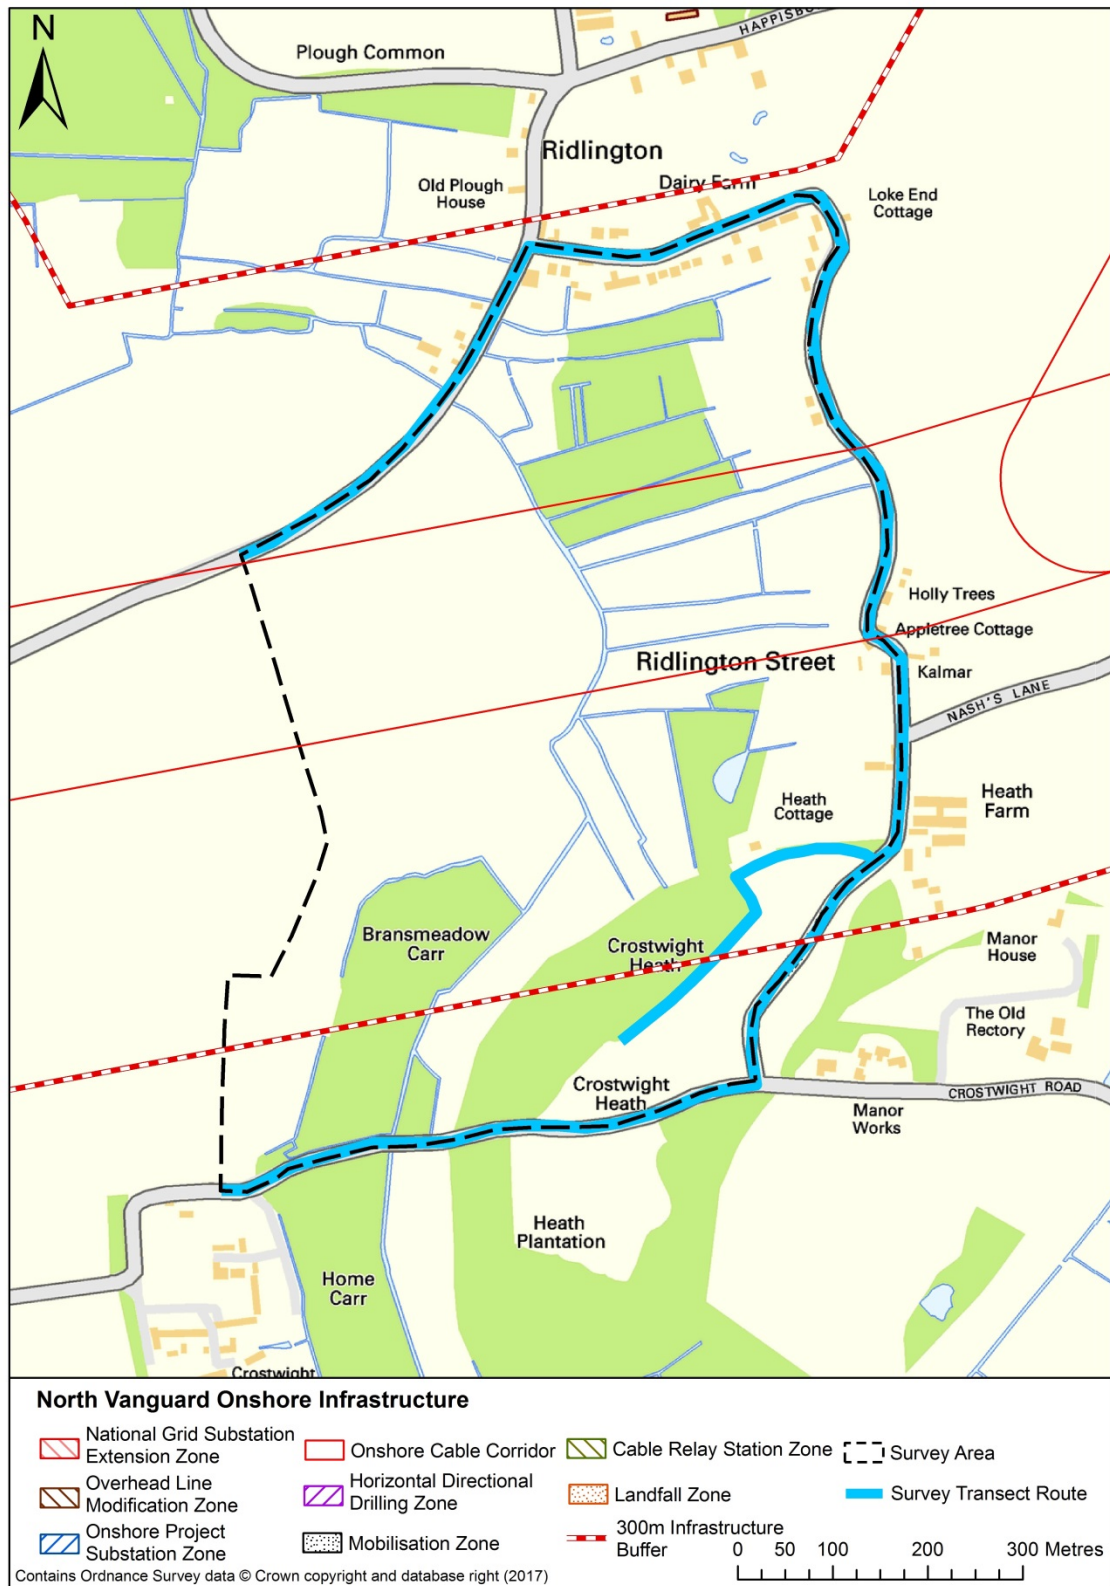 N
Plough Common
HAPPISBU
Ridlington
Dairy Farm
Old Plough
House
Loke End
Cottage
Holly Trees
Appletree Cottage
Ridlington Street
Kalmar
NASH'S LANE
Heath
Cottage
Heath
Farm
Bransmeadow
Carr
Crostwight
Heath
Manor
House
The Old
Rectory
Crostwight
Heath
CROSTWIGHT ROAD
Manor
Works
Heath
Plantation
Home
Carr
Crostwight
North Vanguard Onshore Infrastructure
National Grid Substation
Extension Zone
Onshore Cable Corridor
Cable Relay Station Zone
Survey Area
Overhead Line
Modification Zone
Horizontal Directional
Drilling Zone
Landfall Zone
Survey Transect Route
Onshore Project
Substation Zone
Mobilisation Zone
300m Infrastructure
Buffer
0 50 100 200 300 Metres
Contains Ordnance Survey data © Crown copyright and database right (2017)